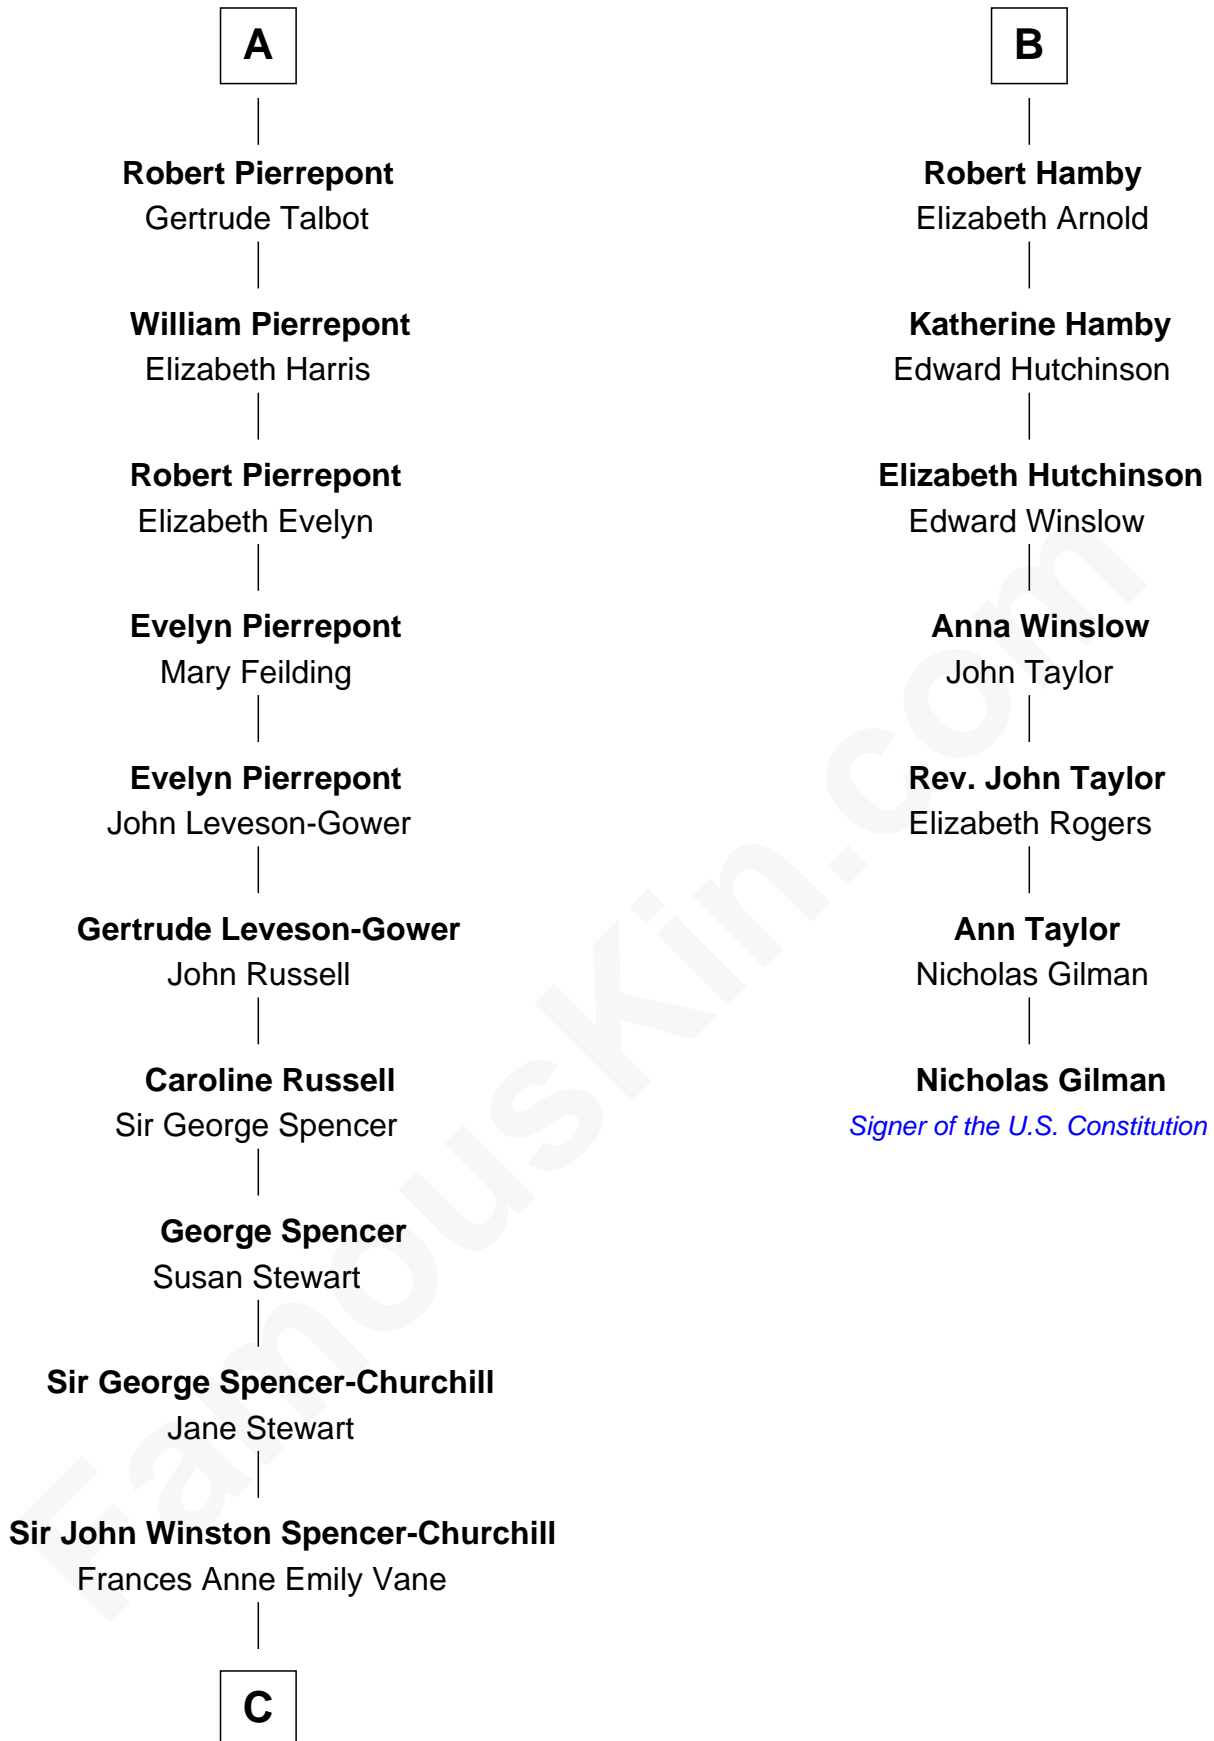 A
Robert Pierrepont
Gertrude Talbot
William Pierrepont
Elizabeth Harris
Robert Pierrepont
Elizabeth Evelyn
Evelyn Pierrepont
Mary Feilding
Evelyn Pierrepont
John Leveson-Gower
Gertrude Leveson-Gower
John Russell
Caroline Russell
Sir George Spencer
George Spencer
Susan Stewart
Sir George Spencer-Churchill
Jane Stewart
Sir John Winston Spencer-Churchill
Frances Anne Emily Vane
C
B
Robert Hamby
Elizabeth Arnold
Katherine Hamby
Edward Hutchinson
Elizabeth Hutchinson
Edward Winslow
Anna Winslow
John Taylor
Rev. John Taylor
Elizabeth Rogers
Ann Taylor
Nicholas Gilman
Nicholas Gilman
Signer of the U.S. Constitution
FamousKin.com